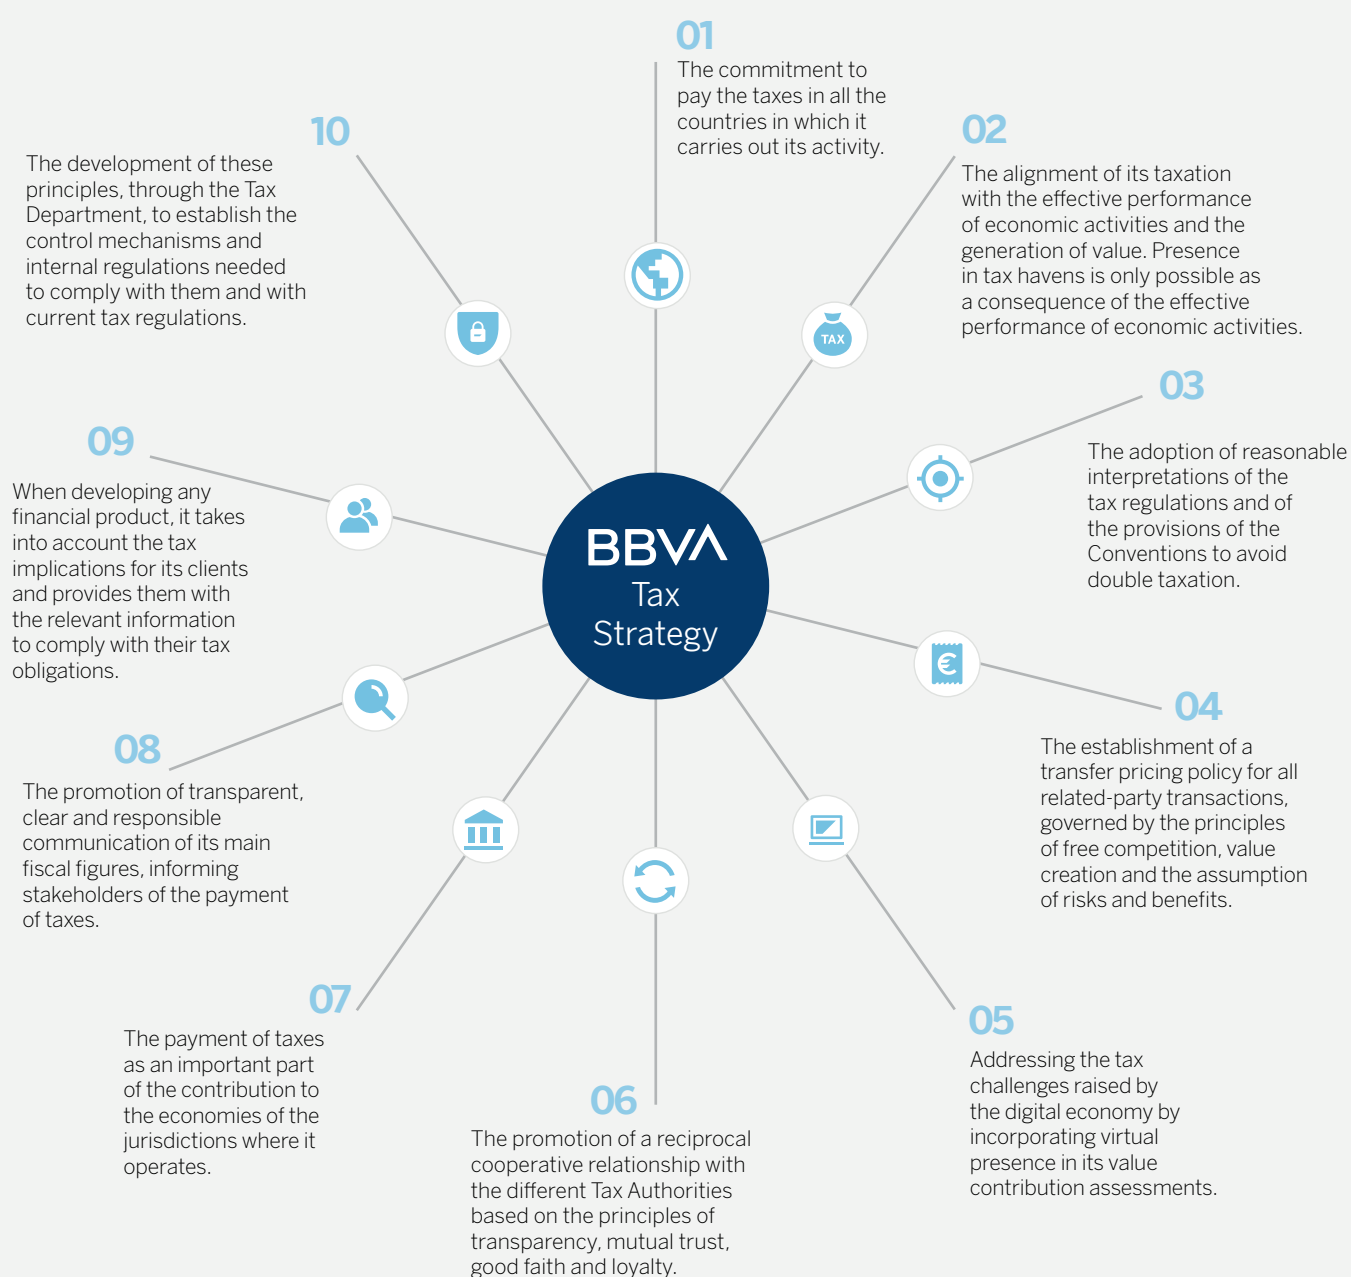 01
The commitment to
pay the taxes in all the
countries in which it
carries out its activity.
02
The alignment of its taxation
with the effective performance
of economic activities and the
generation of value. Presence
in tax havens is only possible as
a consequence of the effective
performance of economic activities.
03
The adoption of reasonable
interpretations of the
tax regulations and of
the provisions of the
Conventions to avoid
double taxation.
04
The establishment of a
transfer pricing policy for all
related-party transactions,
governed by the principles
of free competition, value
creation and the assumption
of risks and benefits.
05
Addressing the tax
challenges raised by
the digital economy by
incorporating virtual
presence in its value
contribution assessments.
06
The promotion of a reciprocal
cooperative relationship with
the different Tax Authorities
based on the principles of
transparency, mutual trust,
good faith and loyalty.
07
The payment of taxes
as an important part
of the contribution to
the economies of the
jurisdictions where it
operates.
08
The promotion of transparent,
clear and responsible
communication of its main
fiscal figures, informing
stakeholders of the payment
of taxes.
09
When developing any
financial product, it takes
into account the tax
implications for its clients
and provides them with
the relevant information
to comply with their tax
obligations.
10
The development of these
principles, through the Tax
Department, to establish the
control mechanisms and
internal regulations needed
to comply with them and with
current tax regulations.
TAX
€
BBVA
Tax
Strategy